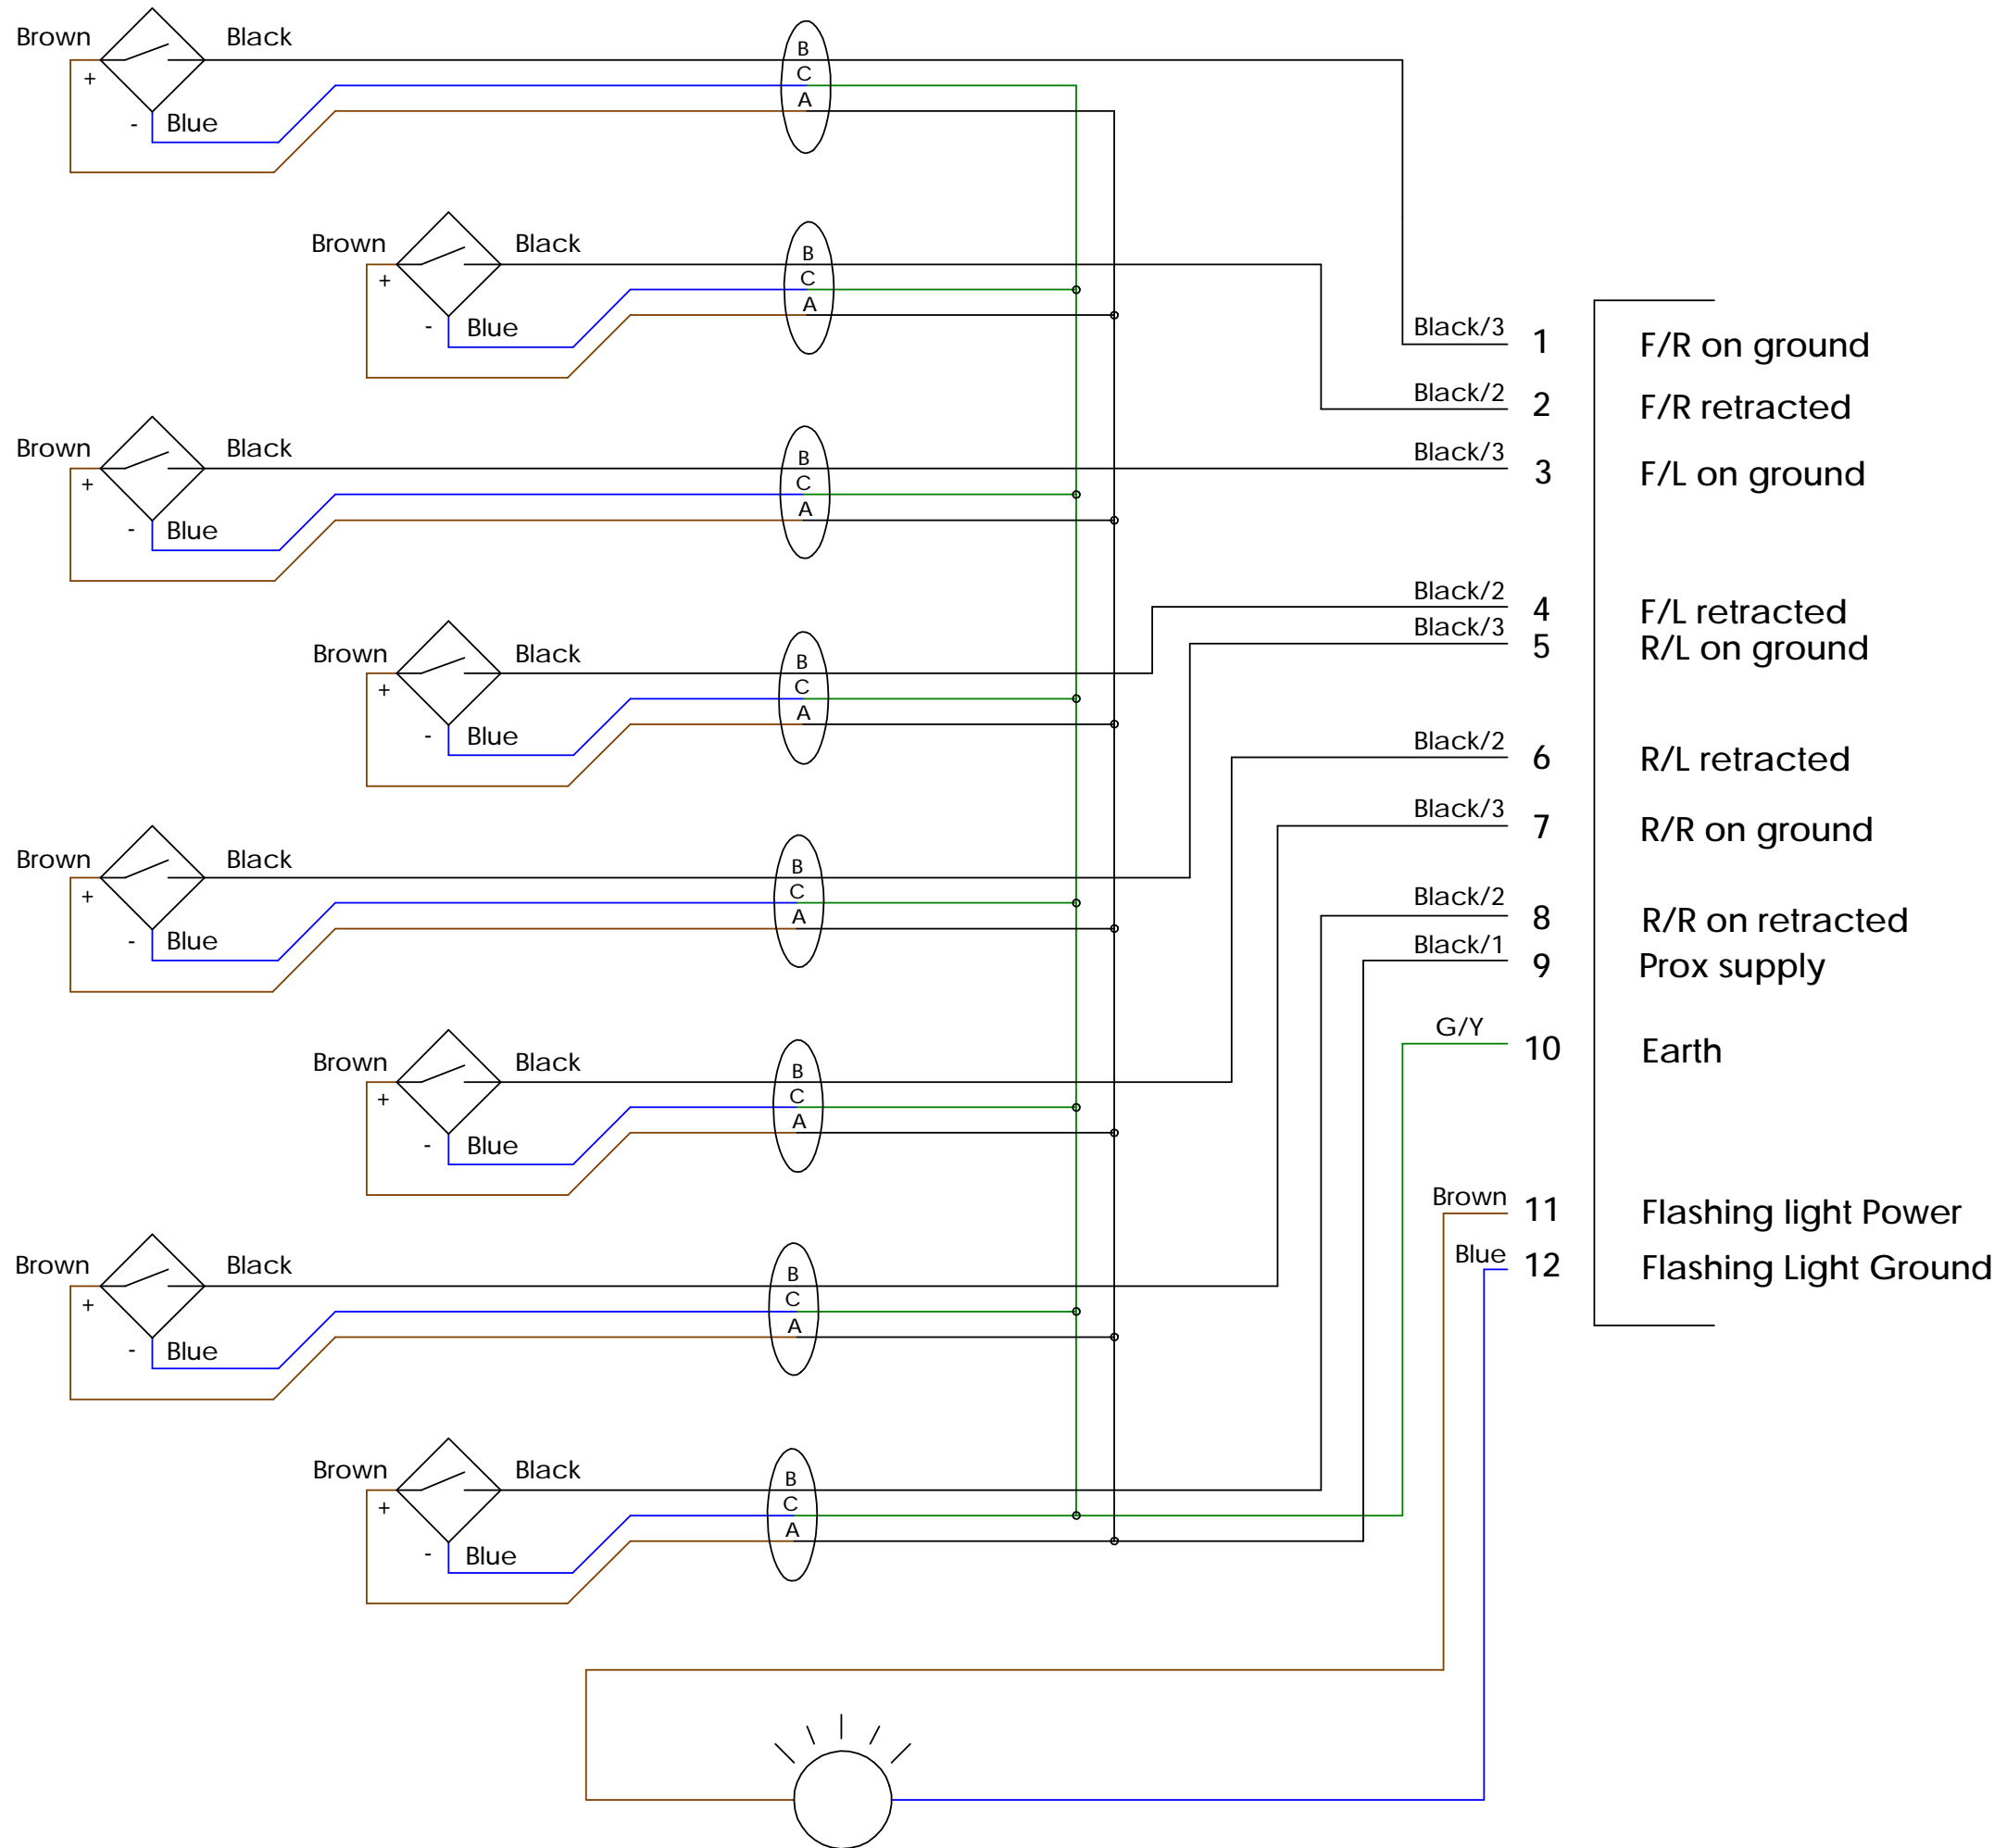 Brown
Black
+
-
Blue
B
C
A
Brown
Black
+
-
Blue
B
C
A
Black/3 1 F/R on ground
Black/2 2 F/R retracted
Brown
Black
+
-
Blue
B
C
A
Black/3 3 F/L on ground
Black/2 4 F/L retracted
Black/3 5 R/L on ground
Brown
Black
+
-
Blue
B
C
A
Black/2 6 R/L retracted
Black/3 7 R/R on ground
Brown
Black
+
-
Blue
B
C
A
Black/2 8 R/R on retracted
Black/1 9 Prox supply
G/Y 10 Earth
Brown
Black
+
-
Blue
B
C
A
Brown 11 Flashing light Power
Blue 12 Flashing Light Ground
Brown
Black
+
-
Blue
B
C
A
Brown
Black
+
-
Blue
B
C
A